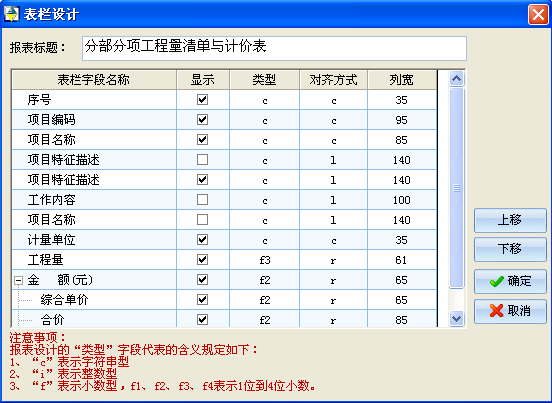 表栏设计
报表标题： 分部分项工程量清单与计价表
表栏字段名称 显示 类型 对齐方式 列宽
序号 c c 35
项目编码 c c 95
项目名称 c c 85
项目特征描述 c l 140
项目特征描述 c l 140
工作内容 c l 100
项目名称 c l 140
计量单位 c c 35
工程量 f3 r 61
金 额(元) f2 r 65
综合单价 f2 r 65
合价 f2 r 85
上移
下移
确定
取消
注意事项：
报表设计的“类型”字段代表的含义规定如下：
1、“c”表示字符串型
2、“i”表示整数型
3、“f”表示小数型，f1、f2、f3、f4表示1位到4位小数。